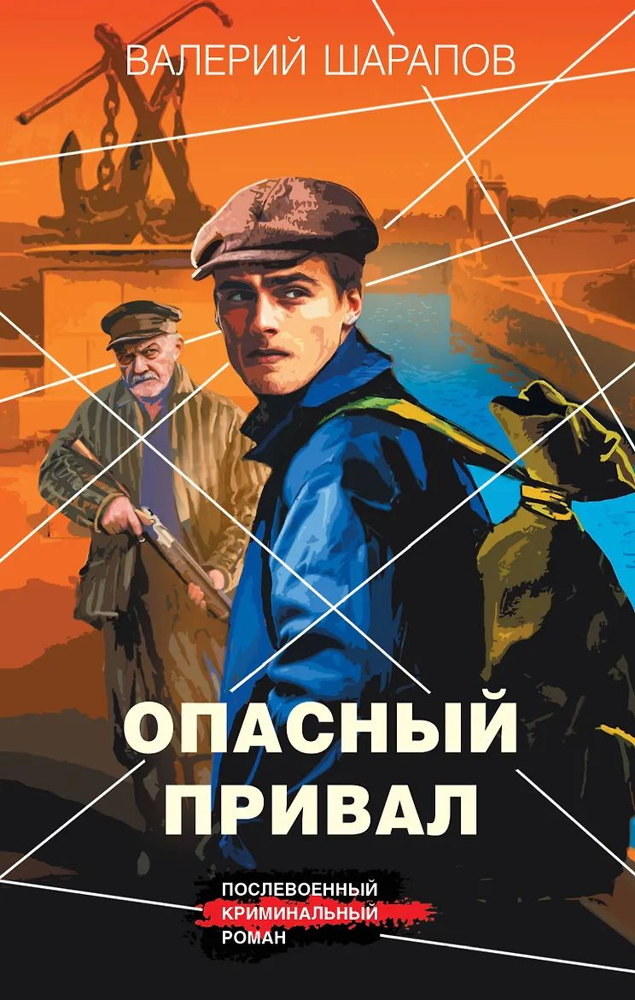 ВАЛЕРИЙ ШАРАПОВ
ОПАСНЫЙ
ПРИВАЛ
ПОСЛЕВОЕННЫЙ
КРИМИНАЛЬНЫЙ
РОМАН